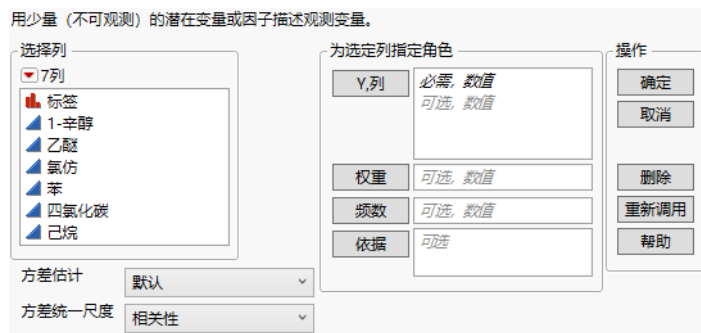 用少量（不可观测）的潜在变量或因子描述观测变量。
选择列
7列
标签
1-辛醇
乙醚
氯仿
苯
四氯化碳
己烷
方差估计
默认
方差统一尺度
相关性
为选定列指定角色
Y,列
必需, 数值
可选, 数值
权重
可选, 数值
频数
可选, 数值
依据
可选
操作
确定
取消
删除
重新调用
帮助